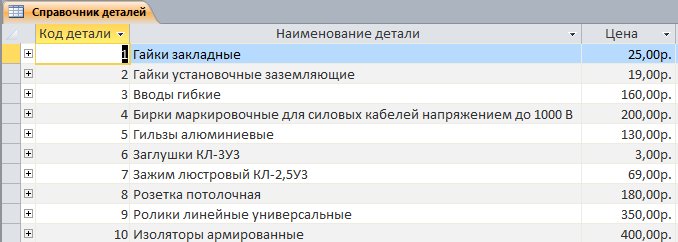 Справочник деталей
Код детали Наименование детали Цена
1 Гайки закладные 25,00р.
2 Гайки установочные заземляющие 19,00р.
3 Вводы гибкие 160,00р.
4 Бирки маркировочные для силовых кабелей напряжением до 1000 В 200,00р.
5 Гильзы алюминиевые 130,00р.
6 Заглушки КЛ-3У3 3,00р.
7 Зажим люстровый КЛ-2,5У3 69,00р.
8 Розетка потолочная 180,00р.
9 Ролики линейные универсальные 350,00р.
10 Изоляторы армированные 400,00р.